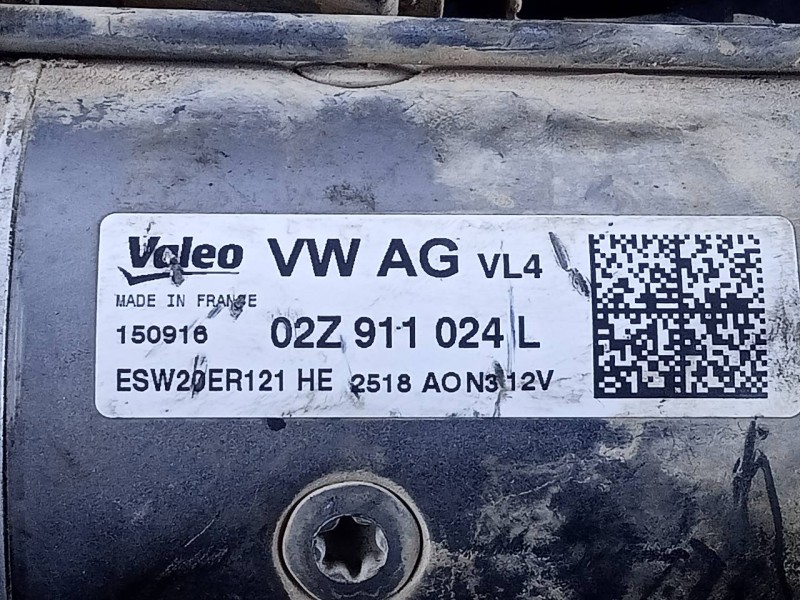 Valeo VW AG VL4
MADE IN FRANCE
150916 02Z 911 024 L
ESW20ER121 HE 2518 AON3 12V